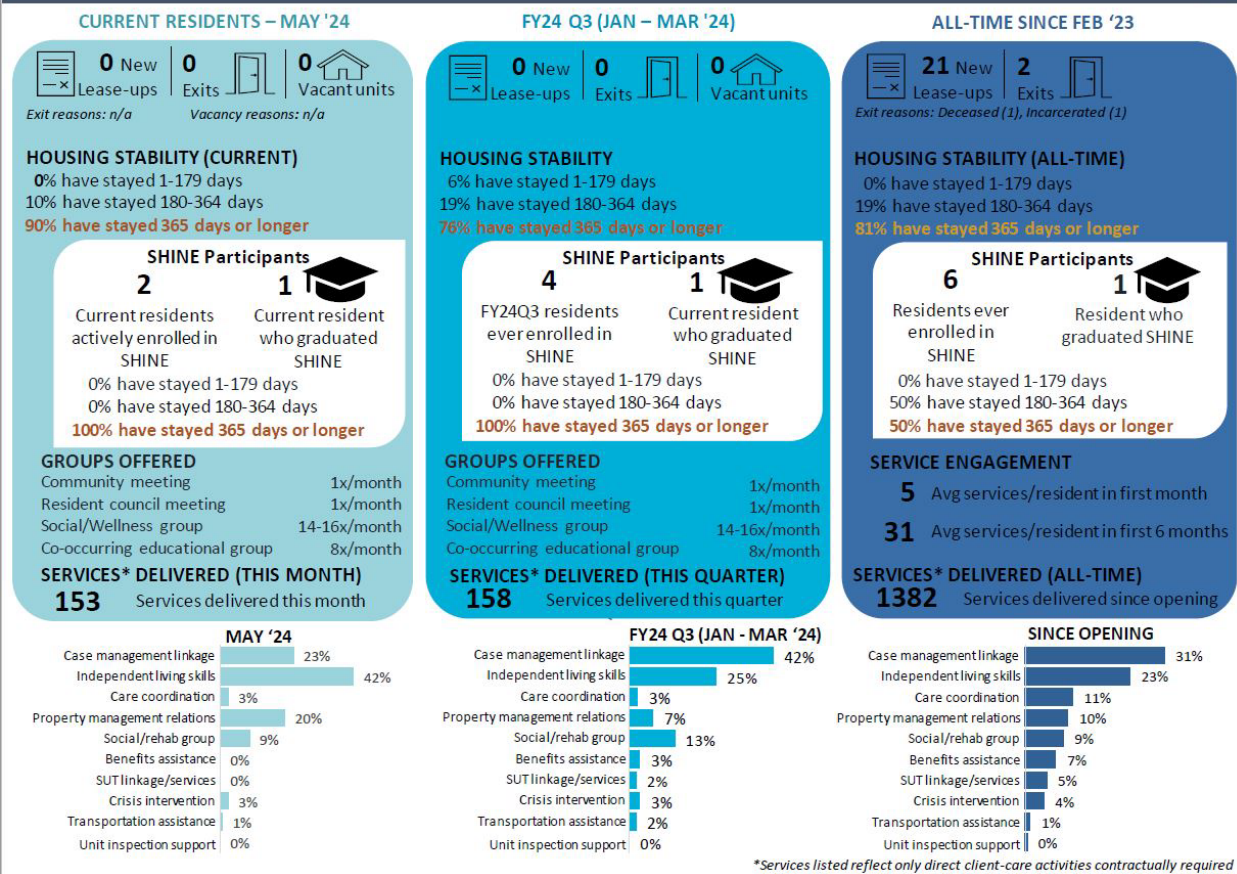 CURRENT RESIDENTS – MAY '24
0 New Lease-ups
0 Exits
0 Vacant units
Exit reasons: n/a
Vacancy reasons: n/a
HOUSING STABILITY (CURRENT)
0% have stayed 1-179 days
10% have stayed 180-364 days
90% have stayed 365 days or longer
SHINE Participants
2
Current residents
actively enrolled in
SHINE
1
Current resident
who graduated
SHINE
0% have stayed 1-179 days
0% have stayed 180-364 days
100% have stayed 365 days or longer
GROUPS OFFERED
Community meeting 1x/month
Resident council meeting 1x/month
Social/Wellness group 14-16x/month
Co-occurring educational group 8x/month
SERVICES* DELIVERED (THIS MONTH)
153 Services delivered this month
MAY ‘24
Case management linkage 23%
Independent living skills 42%
Care coordination 3%
Property management relations 20%
Social/rehab group 9%
Benefits assistance 0%
SUT linkage/services 0%
Crisis intervention 3%
Transportation assistance 1%
Unit inspection support 0%
FY24 Q3 (JAN – MAR '24)
0 New Lease-ups
0 Exits
0 Vacant units
HOUSING STABILITY
6% have stayed 1-179 days
19% have stayed 180-364 days
76% have stayed 365 days or longer
SHINE Participants
4
FY24Q3 residents
ever enrolled in
SHINE
1
Current resident
who graduated
SHINE
0% have stayed 1-179 days
0% have stayed 180-364 days
100% have stayed 365 days or longer
GROUPS OFFERED
Community meeting 1x/month
Resident council meeting 1x/month
Social/Wellness group 14-16x/month
Co-occurring educational group 8x/month
SERVICES* DELIVERED (THIS QUARTER)
158 Services delivered this quarter
FY24 Q3 (JAN - MAR ‘24)
Case management linkage 42%
Independent living skills 25%
Care coordination 3%
Property management relations 7%
Social/rehab group 13%
Benefits assistance 3%
SUT linkage/services 2%
Crisis intervention 3%
Transportation assistance 2%
Unit inspection support 0%
ALL-TIME SINCE FEB ‘23
21 New Lease-ups
2 Exits
Exit reasons: Deceased (1), Incarcerated (1)
HOUSING STABILITY (ALL-TIME)
0% have stayed 1-179 days
19% have stayed 180-364 days
81% have stayed 365 days or longer
SHINE Participants
6
Residents ever
enrolled in
SHINE
1
Resident who
graduated SHINE
0% have stayed 1-179 days
50% have stayed 180-364 days
50% have stayed 365 days or longer
SERVICE ENGAGEMENT
5 Avg services/resident in first month
31 Avg services/resident in first 6 months
SERVICES* DELIVERED (ALL-TIME)
1382 Services delivered since opening
SINCE OPENING
Case management linkage 31%
Independent living skills 23%
Care coordination 11%
Property management relations 10%
Social/rehab group 9%
Benefits assistance 7%
SUT linkage/services 5%
Crisis intervention 4%
Transportation assistance 1%
Unit inspection support 0%
*Services listed reflect only direct client-care activities contractually required